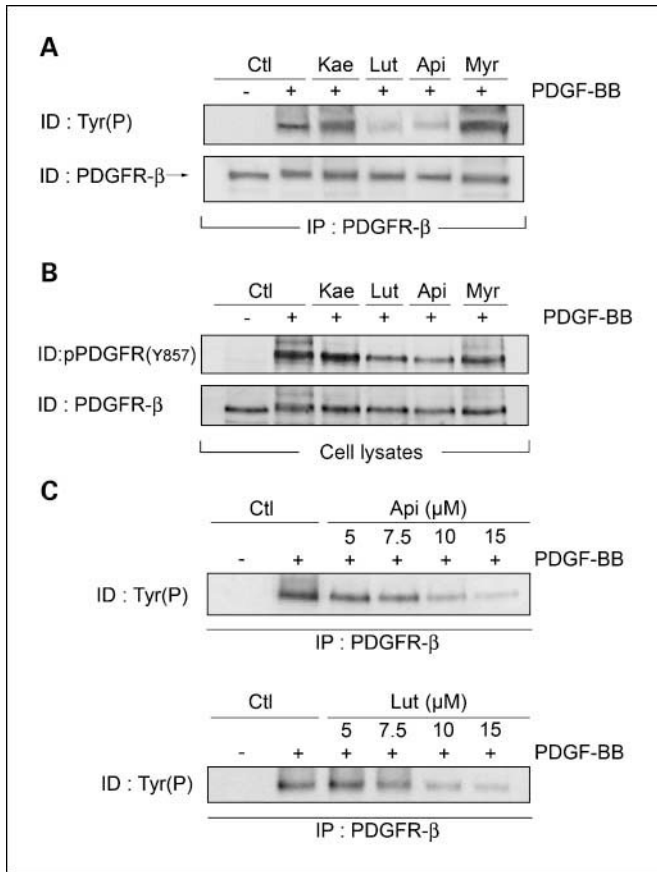 A
Ctl Kae Lut Api Myr
- + + + + + PDGF-BB
ID : Tyr(P)
ID : PDGFR-β→
IP : PDGFR-β
B
Ctl Kae Lut Api Myr
- + + + + + PDGF-BB
ID:pPDGFR(Y857)
ID : PDGFR-β
Cell lysates
C
Ctl Api (μM)
5 7.5 10 15
- + + + + + PDGF-BB
ID : Tyr(P)
IP : PDGFR-β
Ctl Lut (μM)
5 7.5 10 15
- + + + + + PDGF-BB
ID : Tyr(P)
IP : PDGFR-β